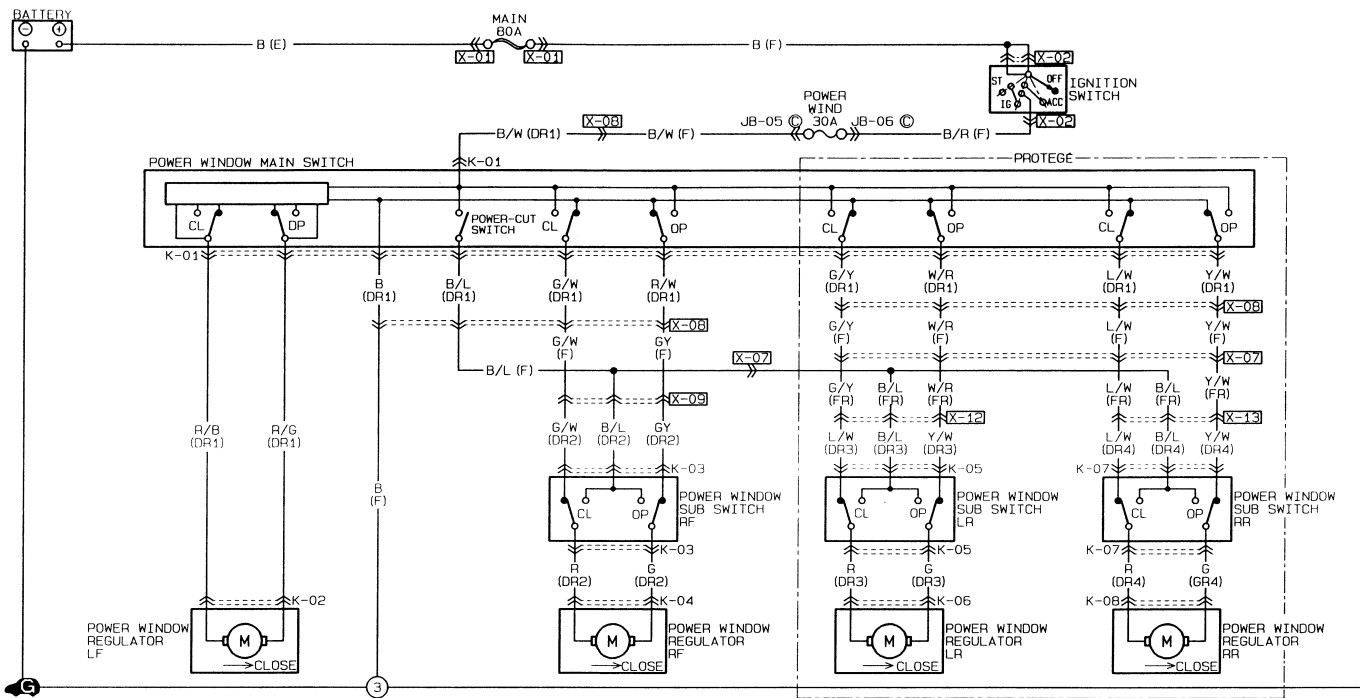 BATTERY
MAIN
80A
B (E)
B (F)
X-01
X-01
X-02
ST
OFF
IG
ACC
IGNITION
SWITCH
X-02
POWER
WIND
30A
JB-05 Ⓒ
JB-06 Ⓒ
B/W (DR1)
X-08
B/W (F)
B/R (F)
K-01
PROTEGÉ
POWER WINDOW MAIN SWITCH
CL
OP
POWER-CUT
SWITCH
CL
OP
CL
OP
CL
OP
K-01
B
(DR1)
B/L
(DR1)
G/W
(DR1)
R/W
(DR1)
G/Y
(DR1)
W/R
(DR1)
L/W
(DR1)
Y/W
(DR1)
X-08
X-08
G/W
(F)
GY
(F)
G/Y
(F)
W/R
(F)
L/W
(F)
Y/W
(F)
B/L (F)
X-07
X-07
X-09
G/Y
(FR)
B/L
(FR)
W/R
(FR)
L/W
(FR)
B/L
(FR)
Y/W
(FR)
X-12
X-13
R/B
(DR1)
R/G
(DR1)
G/W
(DR2)
B/L
(DR2)
GY
(DR2)
L/W
(DR3)
B/L
(DR3)
Y/W
(DR3)
L/W
(DR4)
B/L
(DR4)
Y/W
(DR4)
K-03
K-05
K-07
B
(F)
CL
OP
POWER WINDOW
SUB SWITCH
RF
CL
OP
POWER WINDOW
SUB SWITCH
LR
CL
OP
POWER WINDOW
SUB SWITCH
RR
K-03
K-05
K-07
R
(DR2)
G
(DR2)
R
(DR3)
G
(DR3)
R
(DR4)
G
(GR4)
K-02
K-04
K-06
K-08
POWER WINDOW
REGULATOR
LF
M
CLOSE
M
CLOSE
POWER WINDOW
REGULATOR
RF
M
CLOSE
POWER WINDOW
REGULATOR
LR
M
CLOSE
POWER WINDOW
REGULATOR
RR
G
3